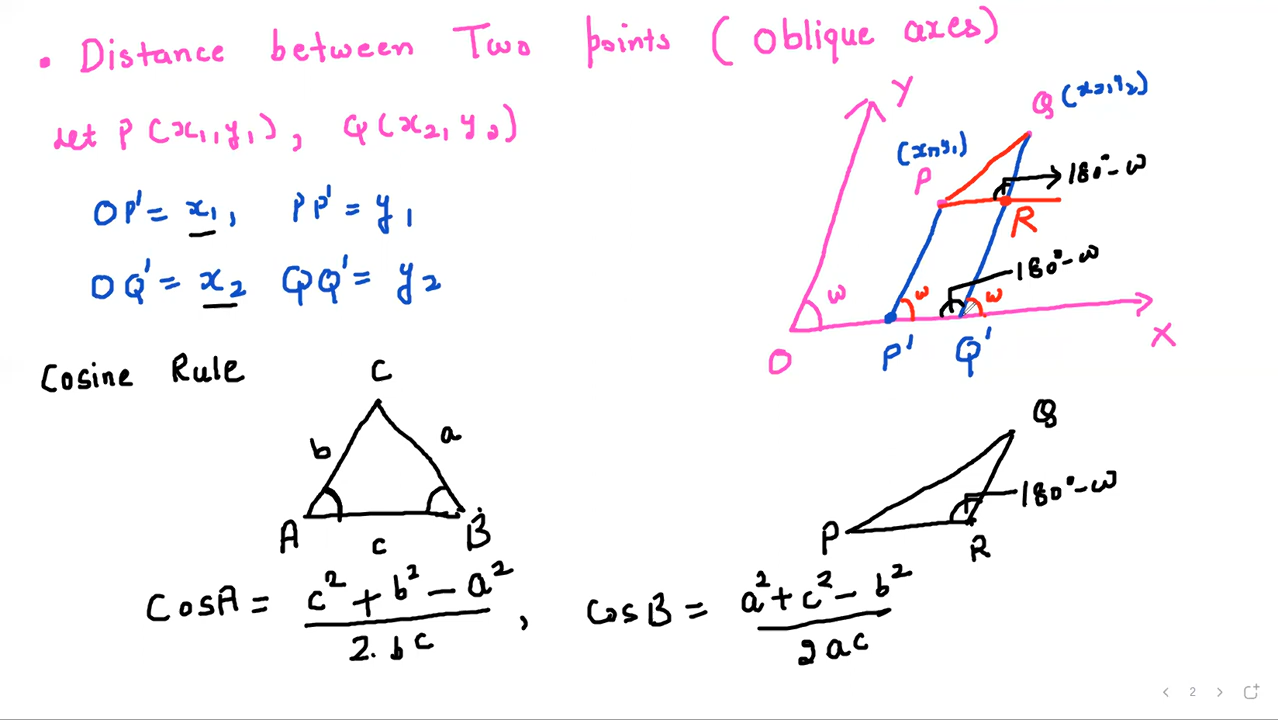 • Distance between Two points (Oblique axes)
Let P(x₁, y₁), Q(x₂, y₂)
OP' = x₁, PP' = y₁
OQ' = x₂ QQ' = y₂
Y
Q (x₂, y₂)
(x₁, y₁)
P
180° - ω
R
180° - ω
ω
ω
ω
O
P'
Q'
X
Cosine Rule
C
b
a
A
c
B
Q
180° - ω
P
R
CosA = c² + b² - a² / 2.bc , CosB = a² + c² - b² / 2ac
2